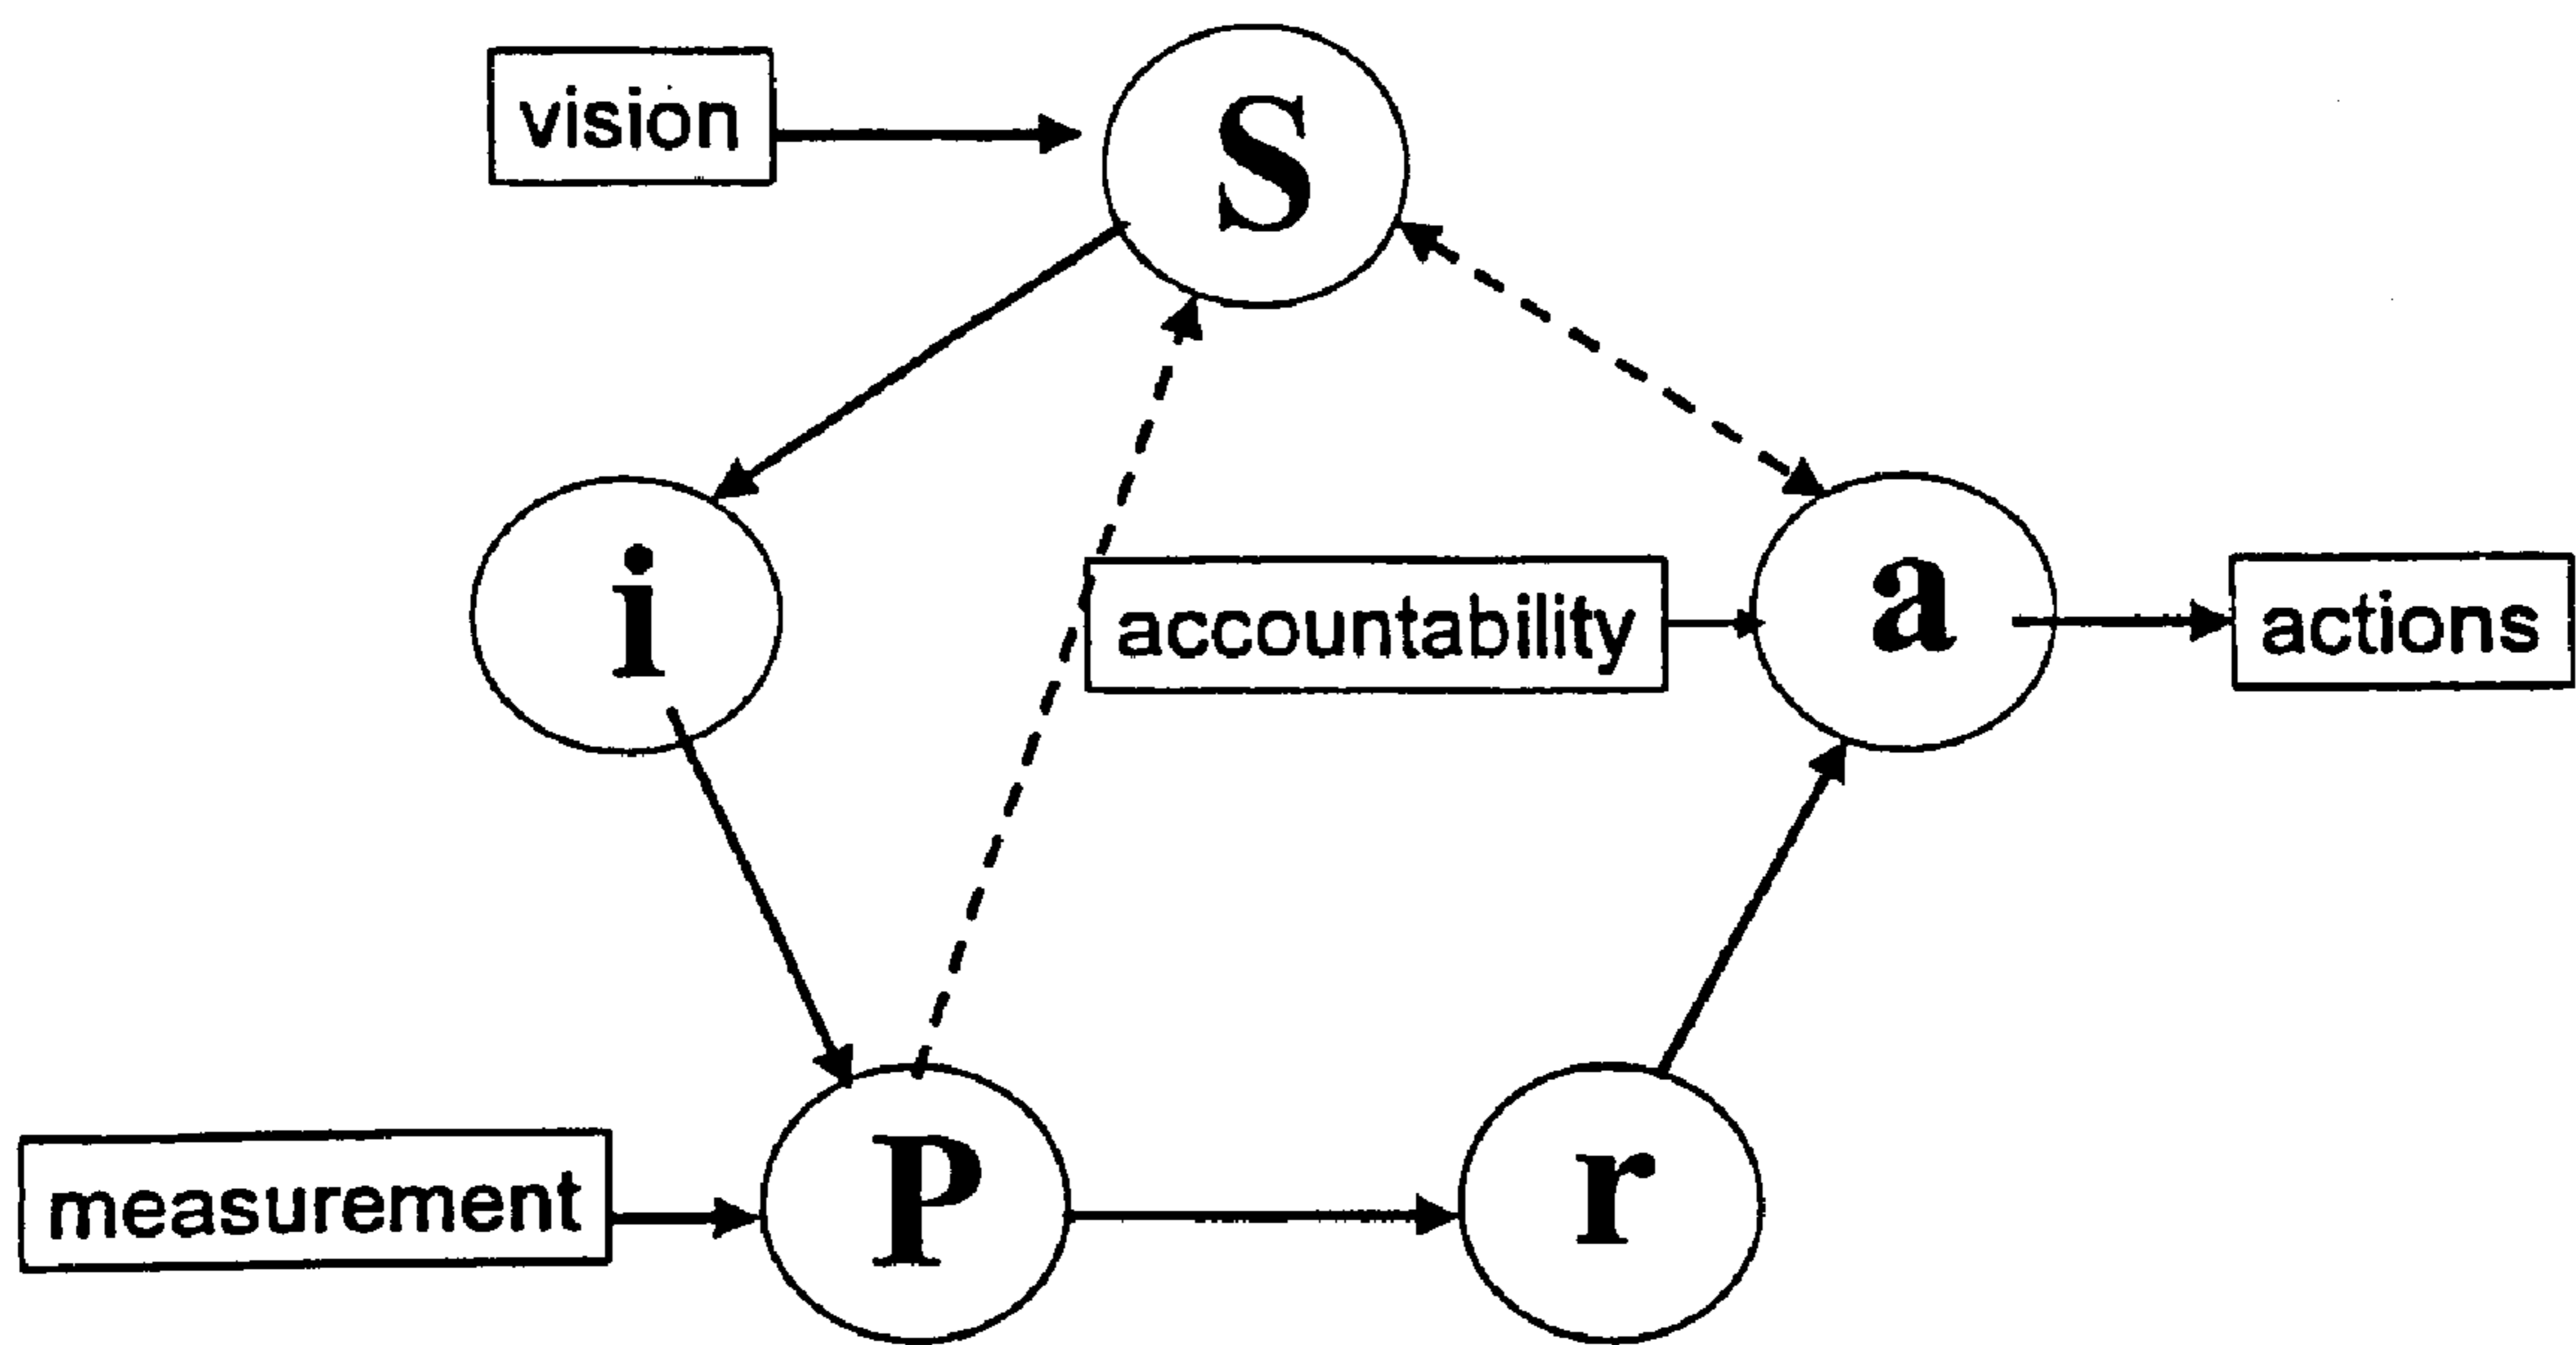 vision
S
i
accountability
a
actions
measurement
P
r